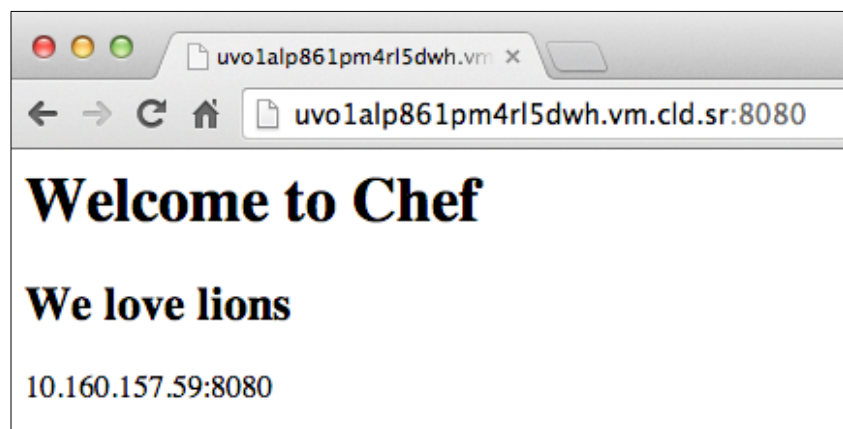 uvo1alp861pm4rl5dwh.vm
uvo1alp861pm4rl5dwh.vm.cld.sr:8080
Welcome to Chef
We love lions
10.160.157.59:8080